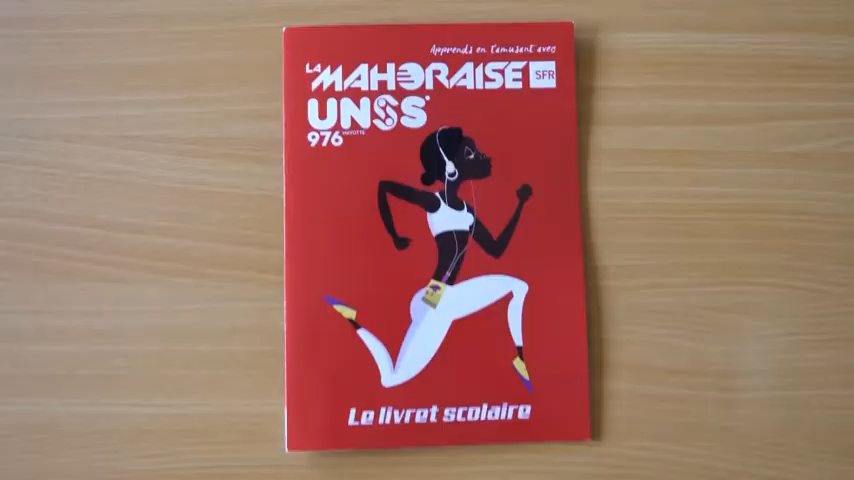 Apprends en t'amusant avec
LA MAHORAISE SFR
UNSS
976 MAYOTTE
Le livret scolaire